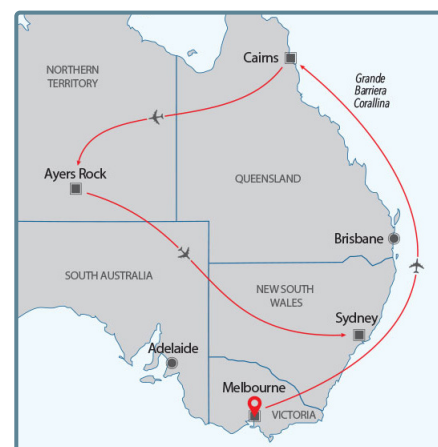 Cairns
Grande
Barriera
Corallina
NORTHERN
TERRITORY
Ayers Rock
QUEENSLAND
Brisbane
SOUTH AUSTRALIA
NEW SOUTH
WALES
Sydney
Adelaide
Melbourne
VICTORIA